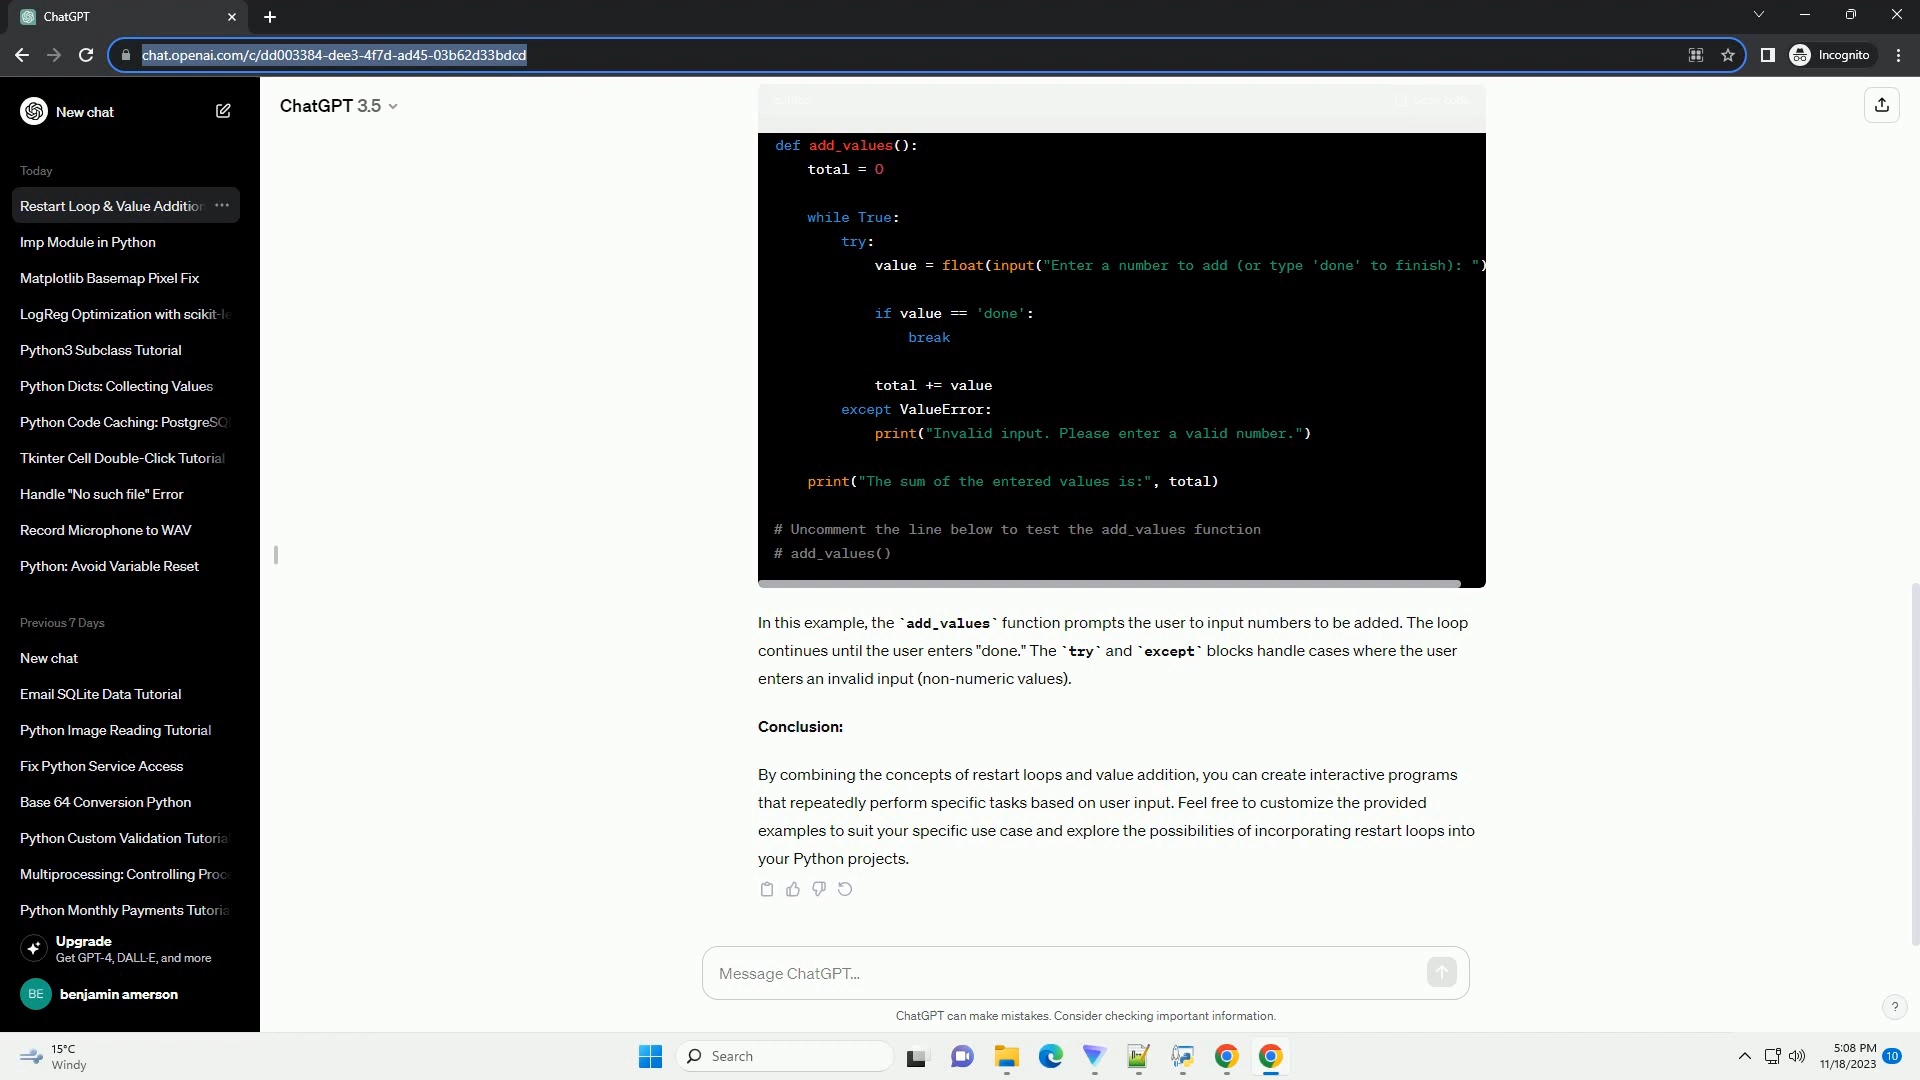 ChatGPT
chat.openai.com/c/dd003384-dee3-4f7d-ad45-03b62d33bdcd
Incognito
New chat
Today
Restart Loop & Value Addition
Imp Module in Python
Matplotlib Basemap Pixel Fix
LogReg Optimization with scikit-le
Python3 Subclass Tutorial
Python Dicts: Collecting Values
Python Code Caching: PostgreSQ
Tkinter Cell Double-Click Tutorial
Handle "No such file" Error
Record Microphone to WAV
Python: Avoid Variable Reset
Previous 7 Days
New chat
Email SQLite Data Tutorial
Python Image Reading Tutorial
Fix Python Service Access
Base 64 Conversion Python
Python Custom Validation Tutoria
Multiprocessing: Controlling Proce
Python Monthly Payments Tutoria
Upgrade
Get GPT-4, DALL·E, and more
BE benjamin amerson
ChatGPT 3.5
def add_values():
total = 0
while True:
try:
value = float(input("Enter a number to add (or type 'done' to finish): ")
if value == 'done':
break
total += value
except ValueError:
print("Invalid input. Please enter a valid number.")
print("The sum of the entered values is:", total)
# Uncomment the line below to test the add_values function
# add_values()
In this example, the `add_values` function prompts the user to input numbers to be added. The loop
continues until the user enters "done." The `try` and `except` blocks handle cases where the user
enters an invalid input (non-numeric values).
Conclusion:
By combining the concepts of restart loops and value addition, you can create interactive programs
that repeatedly perform specific tasks based on user input. Feel free to customize the provided
examples to suit your specific use case and explore the possibilities of incorporating restart loops into
your Python projects.
Message ChatGPT...
ChatGPT can make mistakes. Consider checking important information.
?
15°C
Windy
Search
5:08 PM
11/18/2023
10